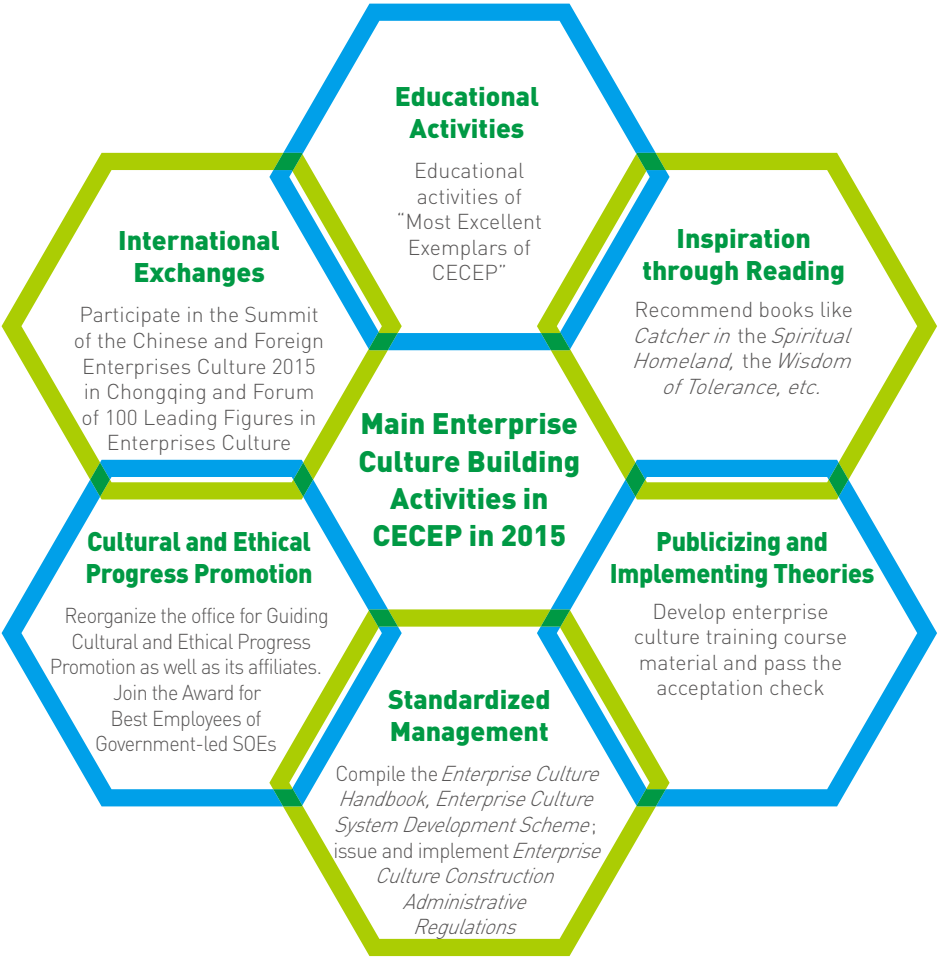 Educational
Activities
Educational
activities of
“Most Excellent
Exemplars of
CECEP”
International
Exchanges
Participate in the Summit
of the Chinese and Foreign
Enterprises Culture 2015
in Chongqing and Forum
of 100 Leading Figures in
Enterprises Culture
Inspiration
through Reading
Recommend books like
Catcher in the Spiritual
Homeland, the Wisdom
of Tolerance, etc.
Main Enterprise
Culture Building
Activities in
CECEP in 2015
Cultural and Ethical
Progress Promotion
Reorganize the office for Guiding
Cultural and Ethical Progress
Promotion as well as its affiliates.
Join the Award for
Best Employees of
Government-led SOEs
Publicizing and
Implementing Theories
Develop enterprise
culture training course
material and pass the
acceptation check
Standardized
Management
Compile the Enterprise Culture
Handbook, Enterprise Culture
System Development Scheme;
issue and implement Enterprise
Culture Construction
Administrative
Regulations